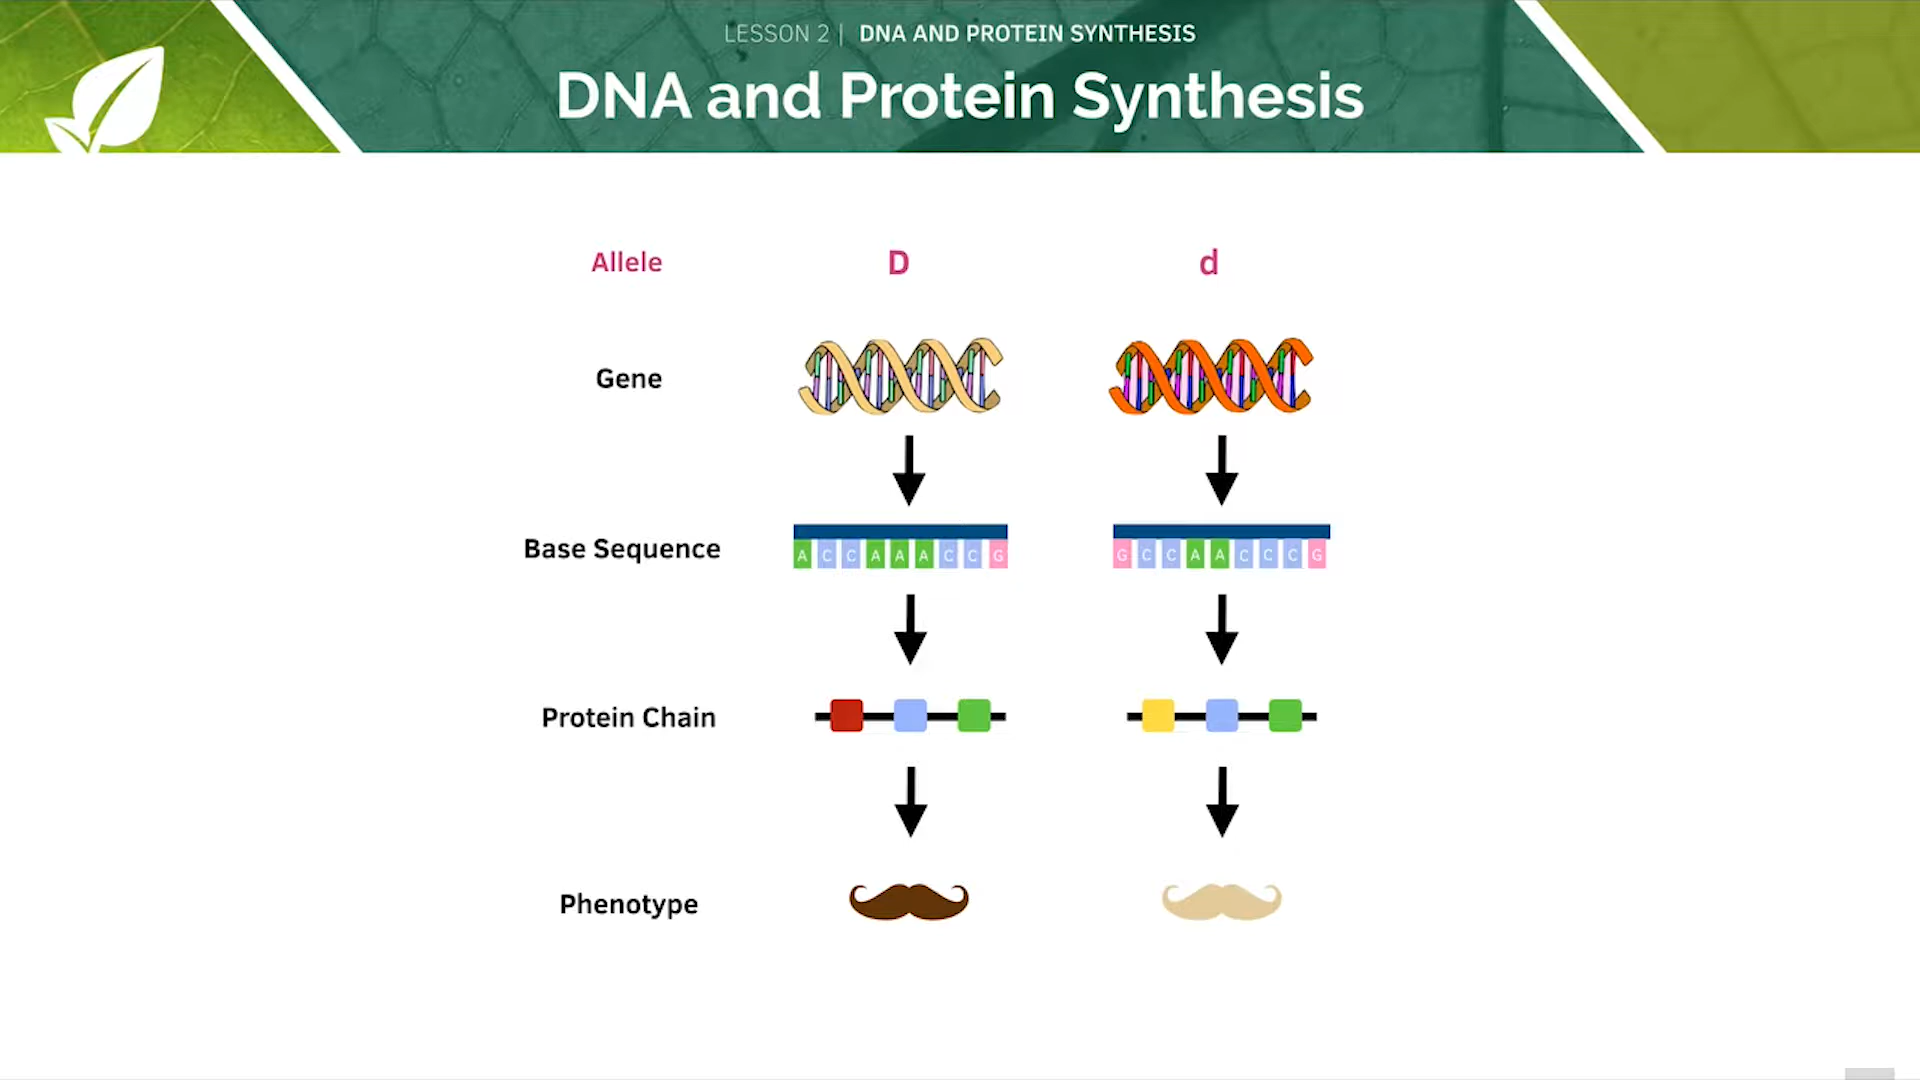 LESSON 2 | DNA AND PROTEIN SYNTHESIS
DNA and Protein Synthesis
Allele D d
Gene
Base Sequence A C C A A A C C G G C C A A C C C G
Protein Chain
Phenotype